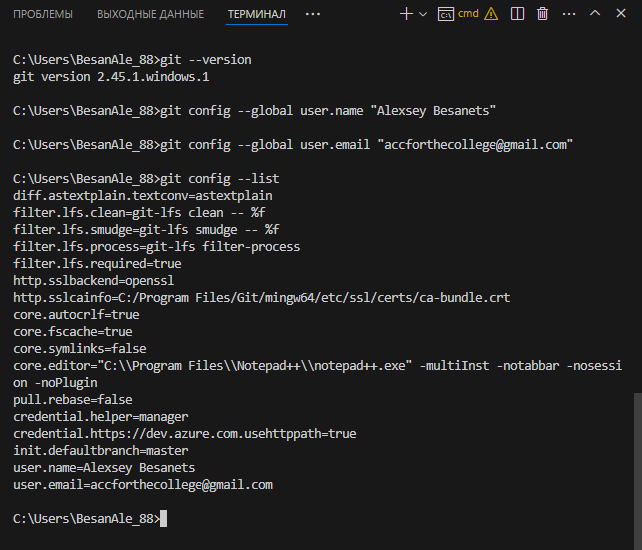 ПРОБЛЕМЫ ВЫХОДНЫЕ ДАННЫЕ ТЕРМИНАЛ ··· cmd ···
C:\Users\BesanAle_88>git --version
git version 2.45.1.windows.1
C:\Users\BesanAle_88>git config --global user.name "Alexsey Besanets"
C:\Users\BesanAle_88>git config --global user.email "accforthecollege@gmail.com"
C:\Users\BesanAle_88>git config --list
diff.astextplain.textconv=astextplain
filter.lfs.clean=git-lfs clean -- %f
filter.lfs.smudge=git-lfs smudge -- %f
filter.lfs.process=git-lfs filter-process
filter.lfs.required=true
http.sslbackend=openssl
http.sslcainfo=C:/Program Files/Git/mingw64/etc/ssl/certs/ca-bundle.crt
core.autocrlf=true
core.fscache=true
core.symlinks=false
core.editor="C:\\Program Files\\Notepad++\\notepad++.exe" -multiInst -notabbar -nosessi
on -noPlugin
pull.rebase=false
credential.helper=manager
credential.https://dev.azure.com.usehttppath=true
init.defaultbranch=master
user.name=Alexsey Besanets
user.email=accforthecollege@gmail.com
C:\Users\BesanAle_88>